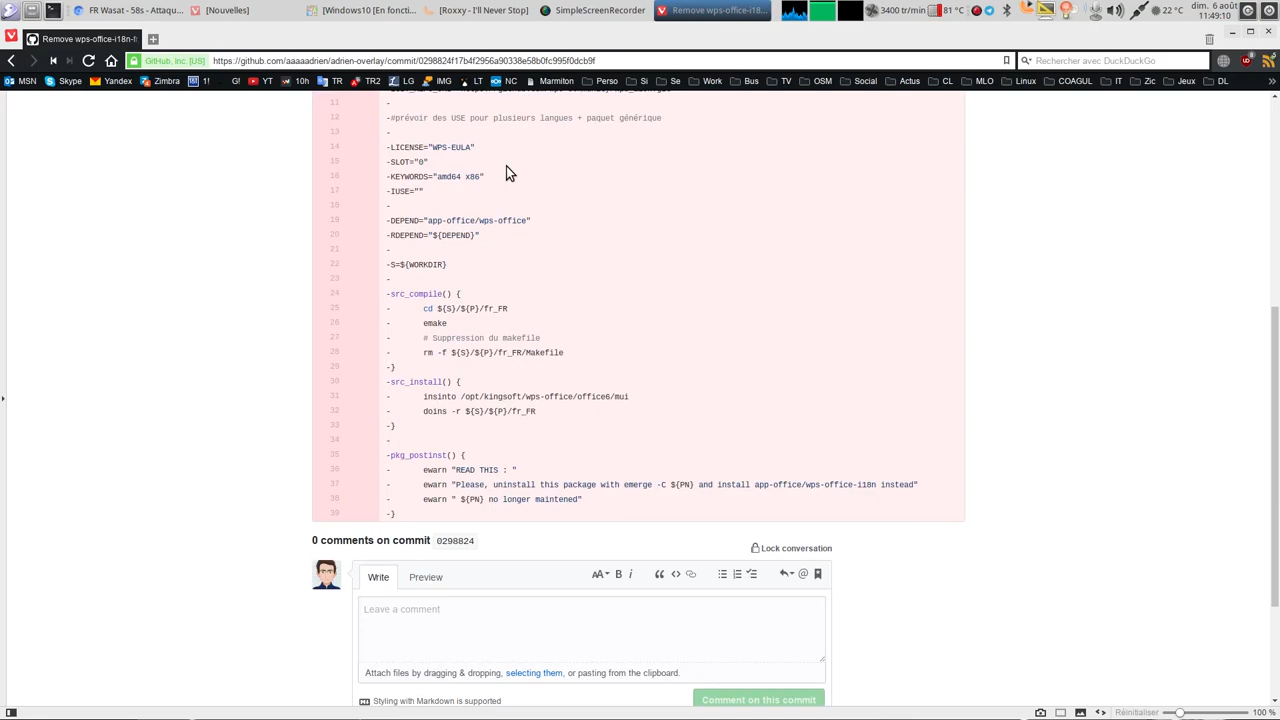 FR Wasat - 58s - Attaqu...
[Nouvelles]
[Windows10 [En foncti...
[Roxxy - I'll Never Stop]
SimpleScreenRecorder
Remove wps-office-i18...
3400 tr/min
81 °C
22 °C
dim. 6 août
11:49:10
Remove wps-office-i18n-fr
GitHub, Inc. [US]
https://github.com/aaaaadrien/adrien-overlay/commit/0298824f17b4f2956a90338e58b0fc995f0dcb9f
Rechercher avec DuckDuckGo
MSN
Skype
Yandex
Zimbra
10h
G!
YT
TR
TR2
IMG
LT
NC
Marmiton
Perso
Si
Se
Work
Bus
TV
OSM
Social
Actus
CL
MLO
Linux
COAGUL
IT
Zic
Jeux
DL
11 -
12 -#prévoir des USE pour plusieurs langues + paquet générique
13 -
14 -LICENSE="WPS-EULA"
15 -SLOT="0"
16 -KEYWORDS="amd64 x86"
17 -IUSE=""
18 -
19 -DEPEND="app-office/wps-office"
20 -RDEPEND="${DEPEND}"
21 -
22 -S=${WORKDIR}
23 -
24 -src_compile() {
25 - cd ${S}/${P}/fr_FR
26 - emake
27 - # Suppression du makefile
28 - rm -f ${S}/${P}/fr_FR/Makefile
29 -}
30 -src_install() {
31 - insinto /opt/kingsoft/wps-office/office6/mui
32 - doins -r ${S}/${P}/fr_FR
33 -}
34 -
35 -pkg_postinst() {
36 - ewarn "READ THIS : "
37 - ewarn "Please, uninstall this package with emerge -C ${PN} and install app-office/wps-office-i18n instead"
38 - ewarn " ${PN} no longer maintened"
39 -}
0 comments on commit 0298824
Lock conversation
Write
Preview
Leave a comment
Attach files by dragging & dropping, selecting them, or pasting from the clipboard.
Styling with Markdown is supported
Comment on this commit
Réinitialiser
100 %